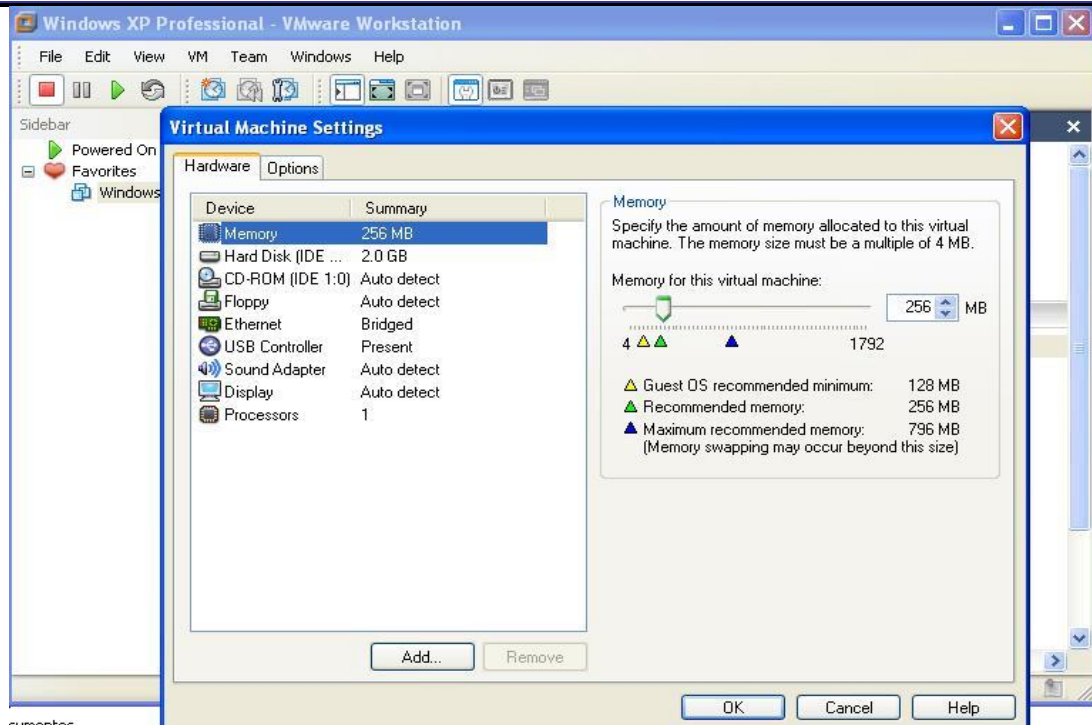 Windows XP Professional - VMware Workstation
File Edit View VM Team Windows Help
Sidebar
Powered On
Favorites
Windows
Virtual Machine Settings
Hardware Options
Device Summary
Memory 256 MB
Hard Disk (IDE ... 2.0 GB
CD-ROM (IDE 1:0) Auto detect
Floppy Auto detect
Ethernet Bridged
USB Controller Present
Sound Adapter Auto detect
Display Auto detect
Processors 1
Add... Remove
Memory
Specify the amount of memory allocated to this virtual
machine. The memory size must be a multiple of 4 MB.
Memory for this virtual machine:
256 MB
4 1792
Guest OS recommended minimum: 128 MB
Recommended memory: 256 MB
Maximum recommended memory: 796 MB
(Memory swapping may occur beyond this size)
OK Cancel Help